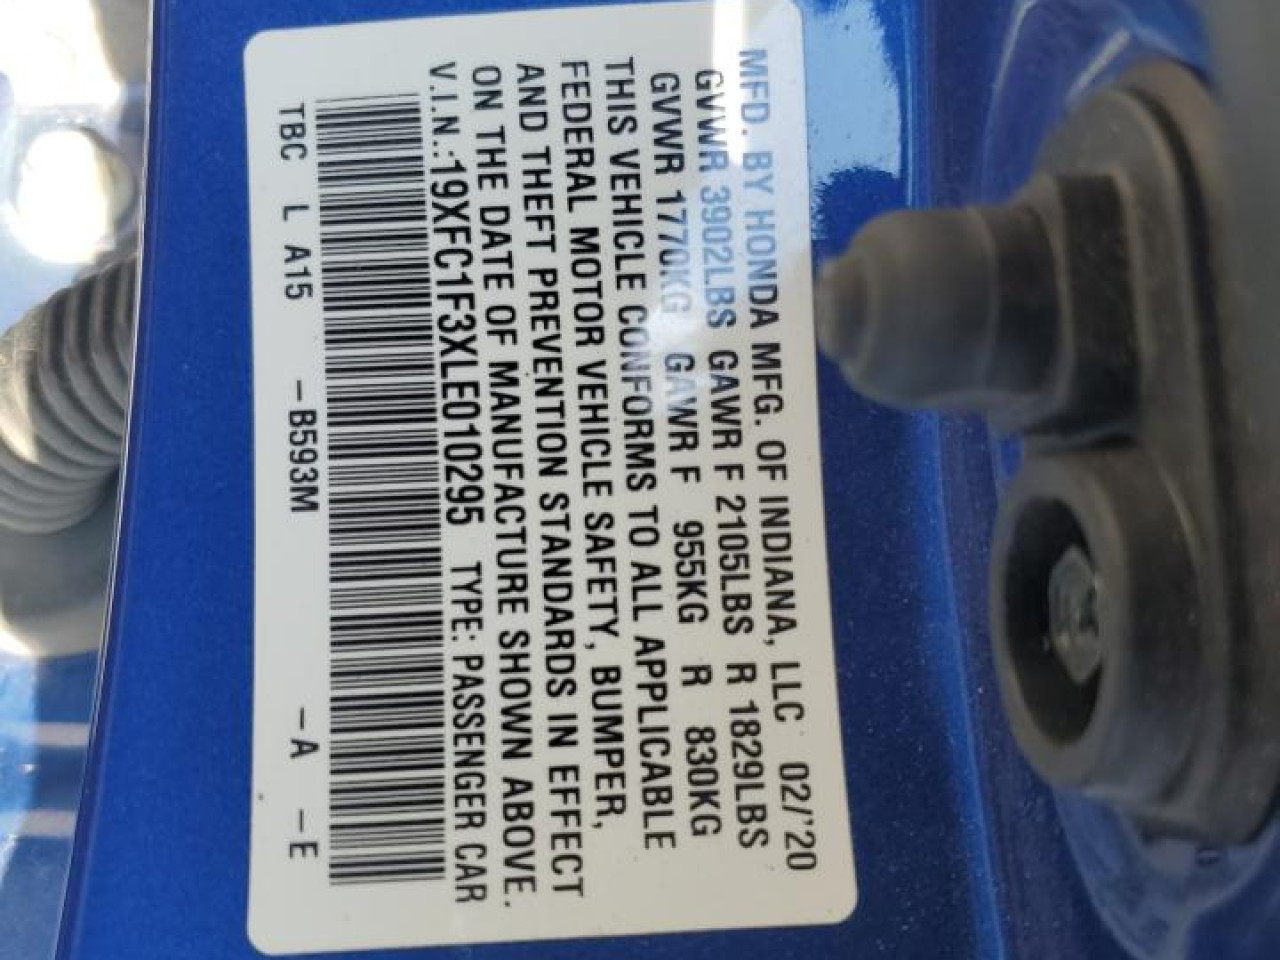 MFD. BY HONDA MFG. OF INDIANA, LLC 02/'20
GVWR 3902LBS GAWR F 2105LBS R 1829LBS
GVWR 1770KG GAWR F 955KG R 830KG
THIS VEHICLE CONFORMS TO ALL APPLICABLE
FEDERAL MOTOR VEHICLE SAFETY, BUMPER,
AND THEFT PREVENTION STANDARDS IN EFFECT
ON THE DATE OF MANUFACTURE SHOWN ABOVE.
V.I.N.:19XFC1F3XLE010295 TYPE: PASSENGER CAR
TBC L A15 -B593M -A -E